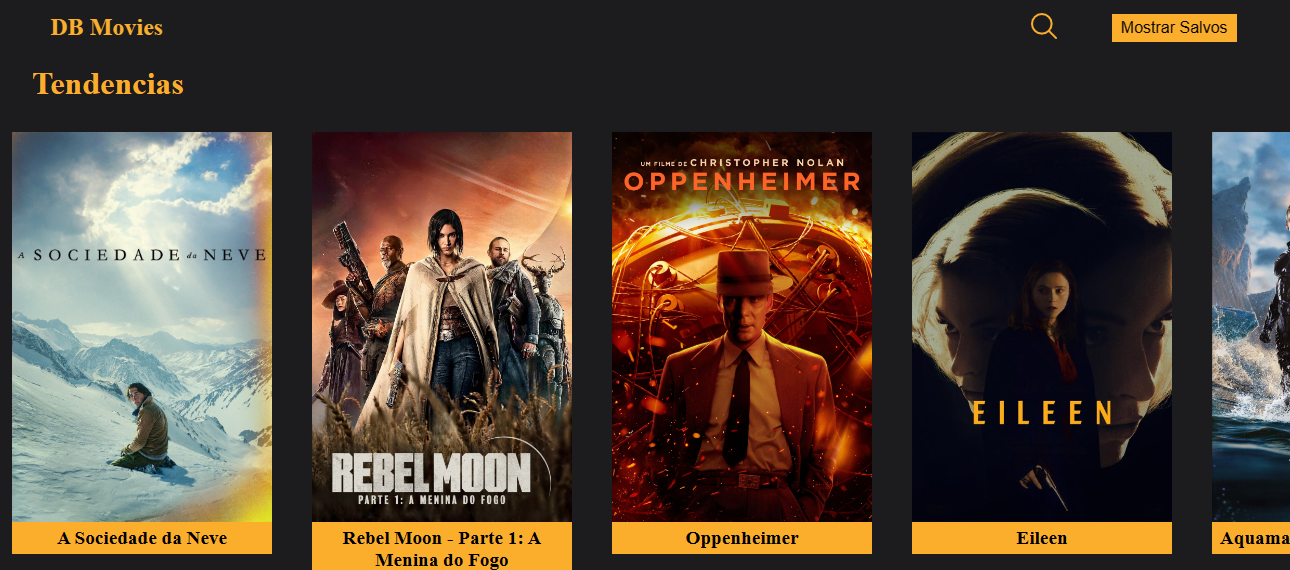 DB Movies
Mostrar Salvos
Tendencias
A SOCIEDADE da NEVE
REBEL MOON
PARTE 1: A MENINA DO FOGO
UM FILME DE CHRISTOPHER NOLAN
OPPENHEIMER
EILEEN
A Sociedade da Neve
Rebel Moon - Parte 1: A
Menina do Fogo
Oppenheimer
Eileen
Aquama